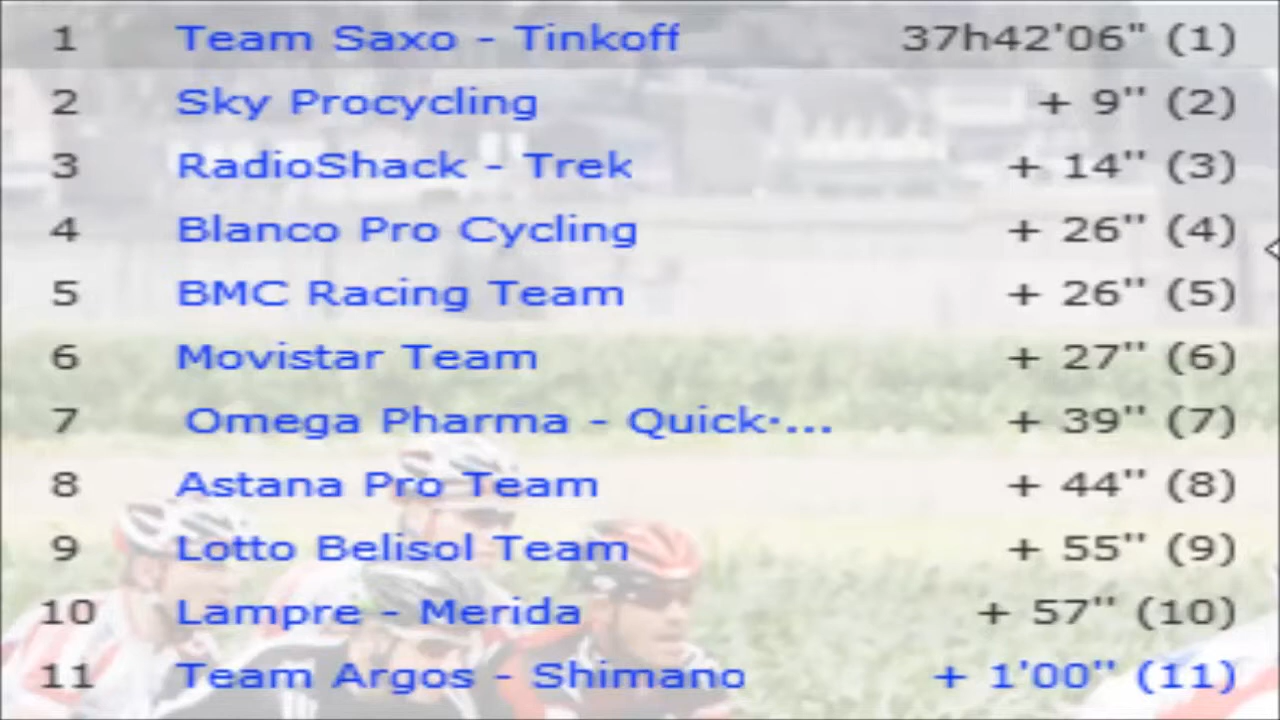 1 Team Saxo - Tinkoff 37h42'06" (1)
2 Sky Procycling + 9'' (2)
3 RadioShack - Trek + 14'' (3)
4 Blanco Pro Cycling + 26'' (4)
5 BMC Racing Team + 26'' (5)
6 Movistar Team + 27'' (6)
7 Omega Pharma - Quick·... + 39'' (7)
8 Astana Pro Team + 44'' (8)
9 Lotto Belisol Team + 55'' (9)
10 Lampre - Merida + 57'' (10)
11 Team Argos - Shimano + 1'00'' (11)